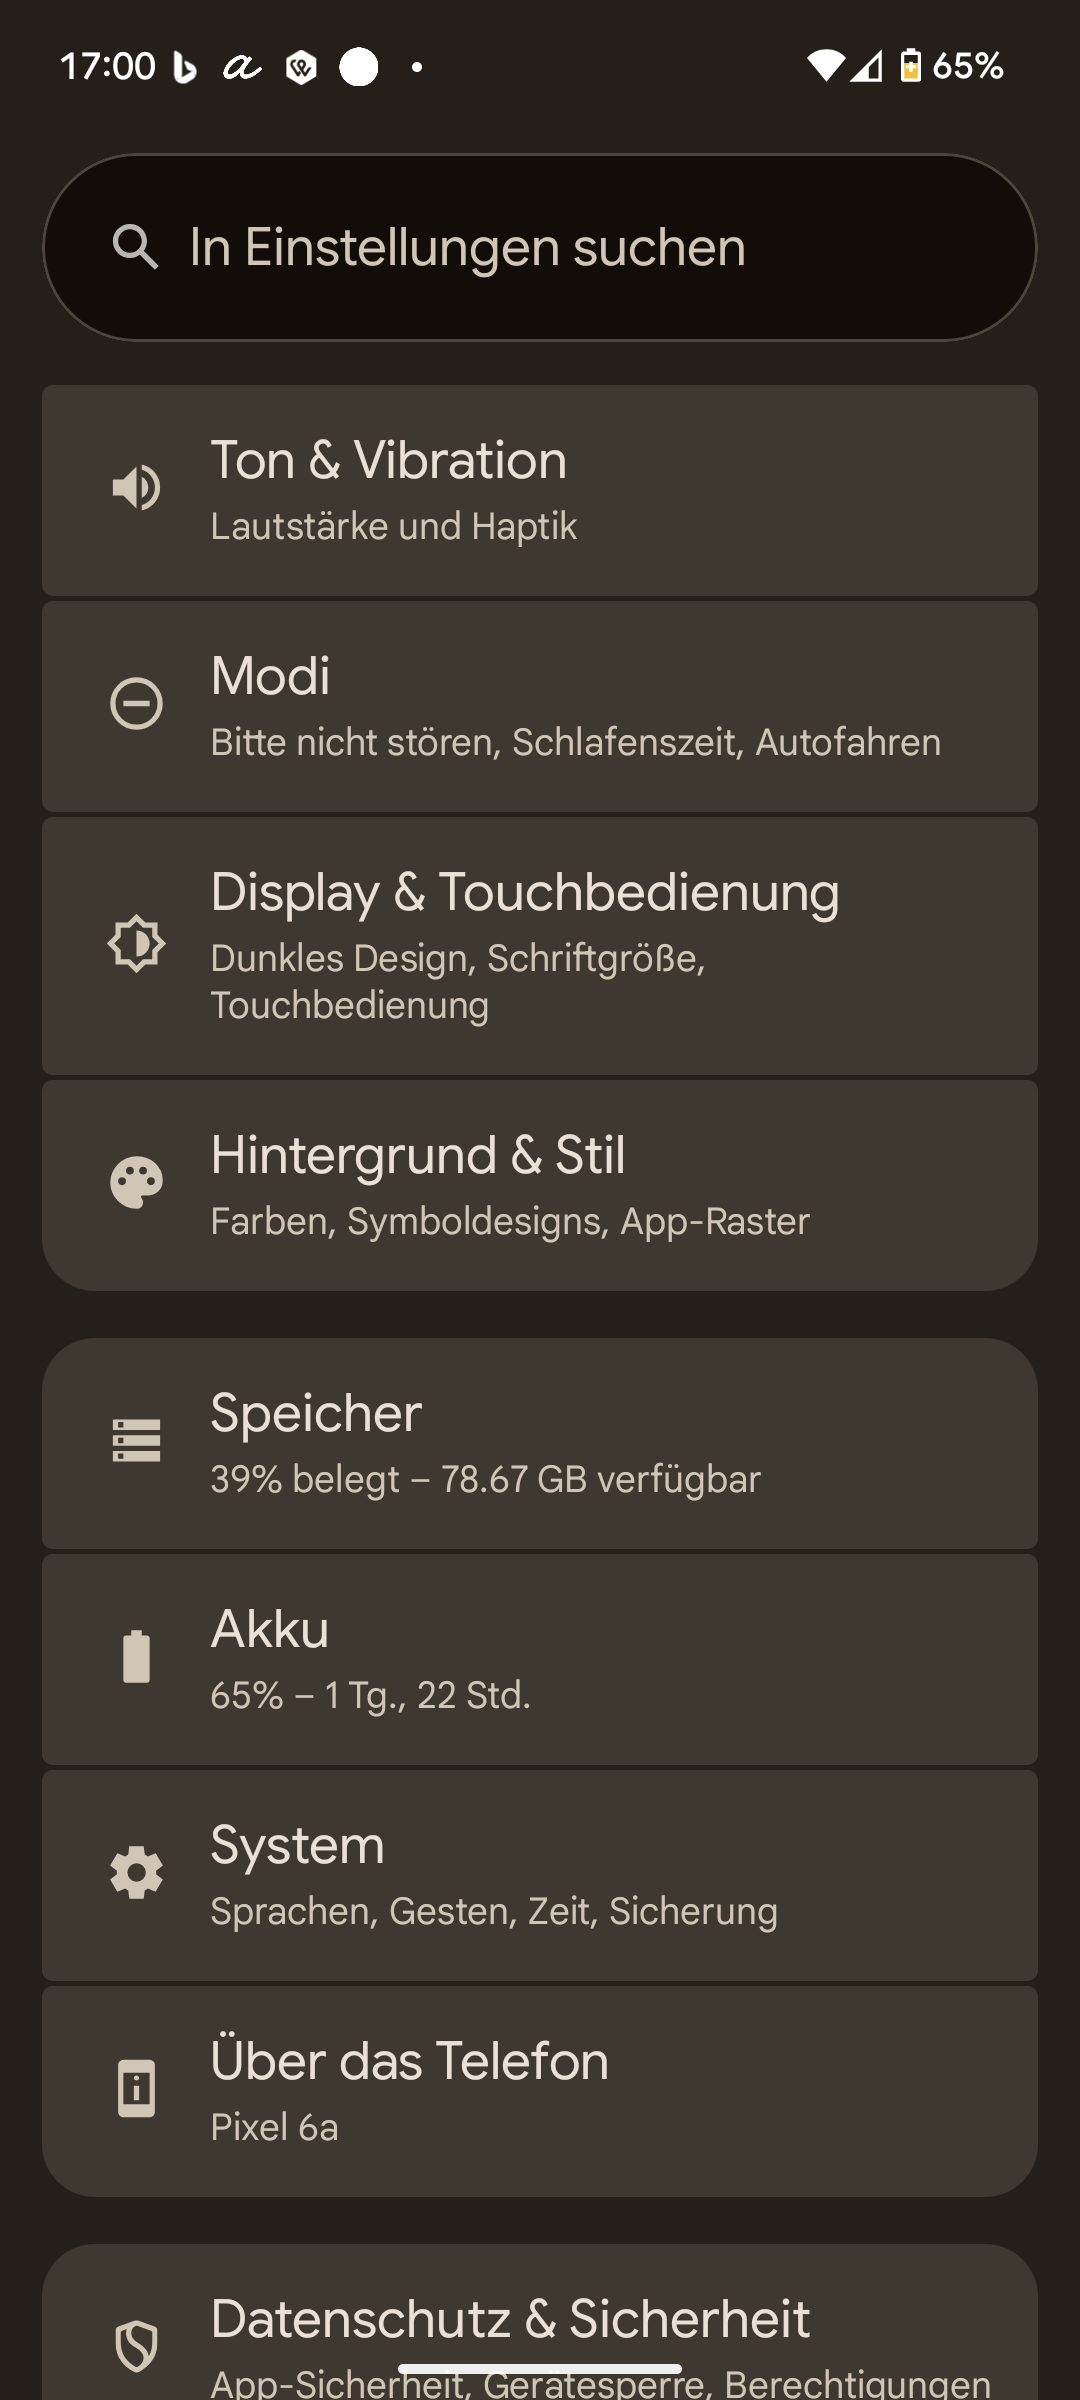 17:00
65%
In Einstellungen suchen
Ton & Vibration
Lautstärke und Haptik
Modi
Bitte nicht stören, Schlafenszeit, Autofahren
Display & Touchbedienung
Dunkles Design, Schriftgröße,
Touchbedienung
Hintergrund & Stil
Farben, Symboldesigns, App-Raster
Speicher
39% belegt – 78.67 GB verfügbar
Akku
65% – 1 Tg., 22 Std.
System
Sprachen, Gesten, Zeit, Sicherung
Über das Telefon
Pixel 6a
Datenschutz & Sicherheit
App-Sicherheit, Gerätesperre, Berechtigungen